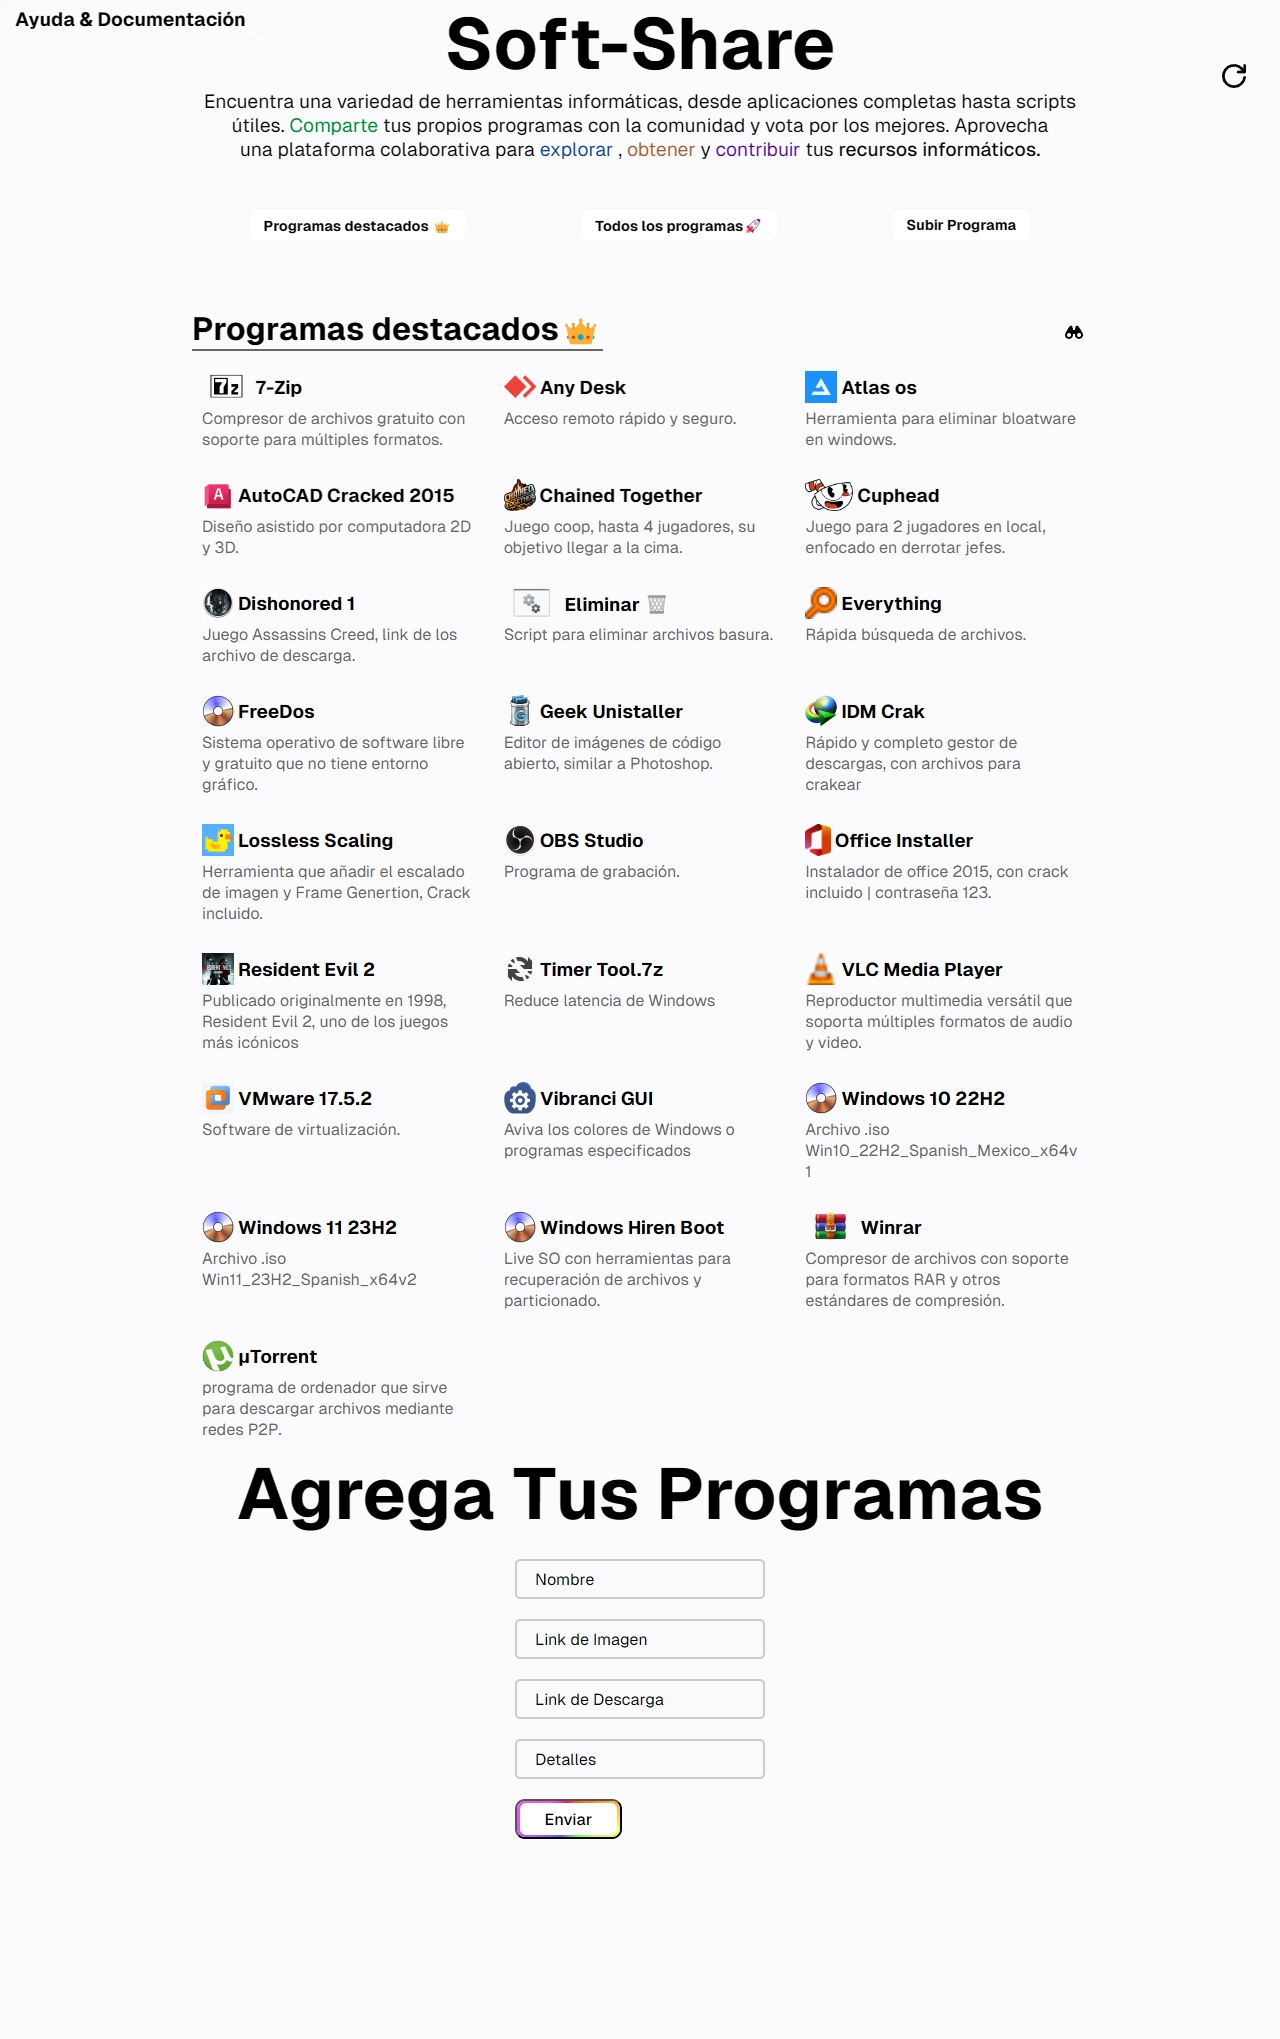 Ayuda & Documentación
Soft-Share
Encuentra una variedad de herramientas informáticas, desde aplicaciones completas hasta scripts
útiles. Comparte tus propios programas con la comunidad y vota por los mejores. Aprovecha
una plataforma colaborativa para explorar , obtener y contribuir tus recursos informáticos.
Programas destacados 👑
Todos los programas🚀
Subir Programa
Programas destacados 👑
7z 7-Zip
Compresor de archivos gratuito con
soporte para múltiples formatos.
Any Desk
Acceso remoto rápido y seguro.
Atlas os
Herramienta para eliminar bloatware
en windows.
A AutoCAD Cracked 2015
Diseño asistido por computadora 2D
y 3D.
Chained Together
Juego coop, hasta 4 jugadores, su
objetivo llegar a la cima.
Cuphead
Juego para 2 jugadores en local,
enfocado en derrotar jefes.
Dishonored 1
Juego Assassins Creed, link de los
archivo de descarga.
Eliminar 🗑️
Script para eliminar archivos basura.
Everything
Rápida búsqueda de archivos.
FreeDos
Sistema operativo de software libre
y gratuito que no tiene entorno
gráfico.
Geek Unistaller
Editor de imágenes de código
abierto, similar a Photoshop.
IDM Crak
Rápido y completo gestor de
descargas, con archivos para
crakear
Lossless Scaling
Herramienta que añadir el escalado
de imagen y Frame Genertion, Crack
incluido.
OBS Studio
Programa de grabación.
Office Installer
Instalador de office 2015, con crack
incluido | contraseña 123.
Resident Evil 2
Publicado originalmente en 1998,
Resident Evil 2, uno de los juegos
más icónicos
Timer Tool.7z
Reduce latencia de Windows
VLC Media Player
Reproductor multimedia versátil que
soporta múltiples formatos de audio
y video.
VMware 17.5.2
Software de virtualización.
Vibranci GUI
Aviva los colores de Windows o
programas especificados
Windows 10 22H2
Archivo .iso
Win10_22H2_Spanish_Mexico_x64v
1
Windows 11 23H2
Archivo .iso
Win11_23H2_Spanish_x64v2
Windows Hiren Boot
Live SO con herramientas para
recuperación de archivos y
particionado.
Winrar
Compresor de archivos con soporte
para formatos RAR y otros
estándares de compresión.
µTorrent
programa de ordenador que sirve
para descargar archivos mediante
redes P2P.
Agrega Tus Programas
Nombre
Link de Imagen
Link de Descarga
Detalles
Enviar